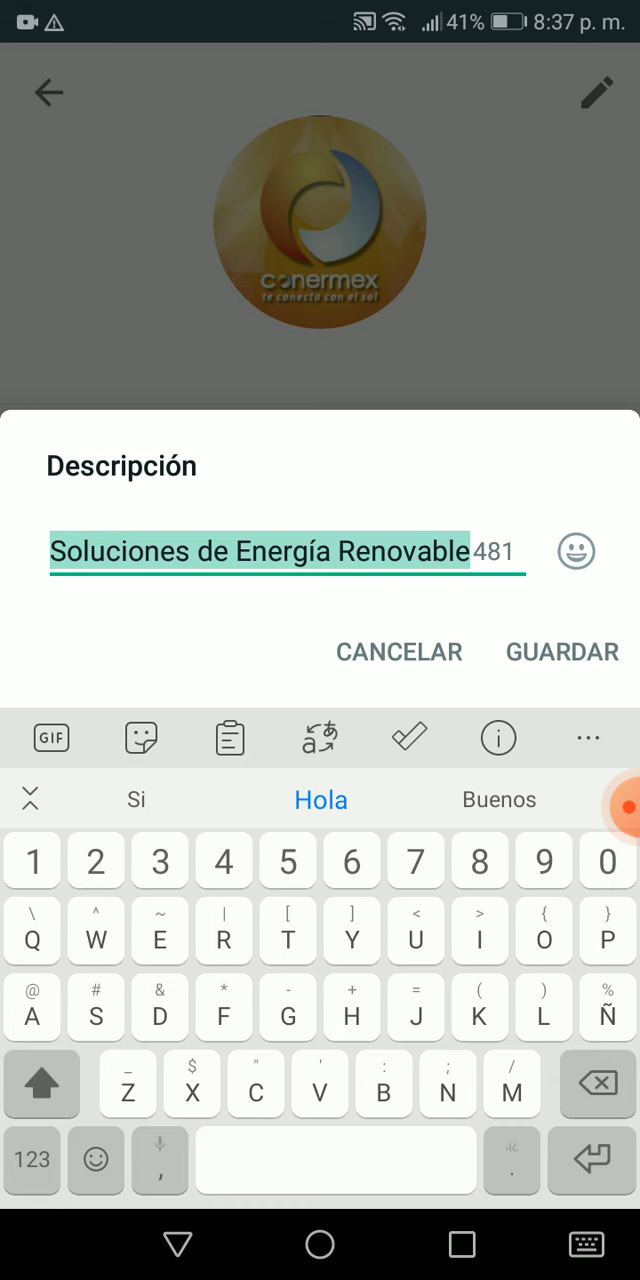 41% 8:37 p. m.
conermex
te conecta con el sol
Descripción
Soluciones de Energía Renovable 481
CANCELAR GUARDAR
GIF
Si Hola Buenos
1 2 3 4 5 6 7 8 9 0
\ ^ ~ | [ ] < > { }
Q W E R T Y U I O P
@ # & * - + = ( ) %
A S D F G H J K L Ñ
_ $ " ' : ; /
Z X C V B N M
123 , .